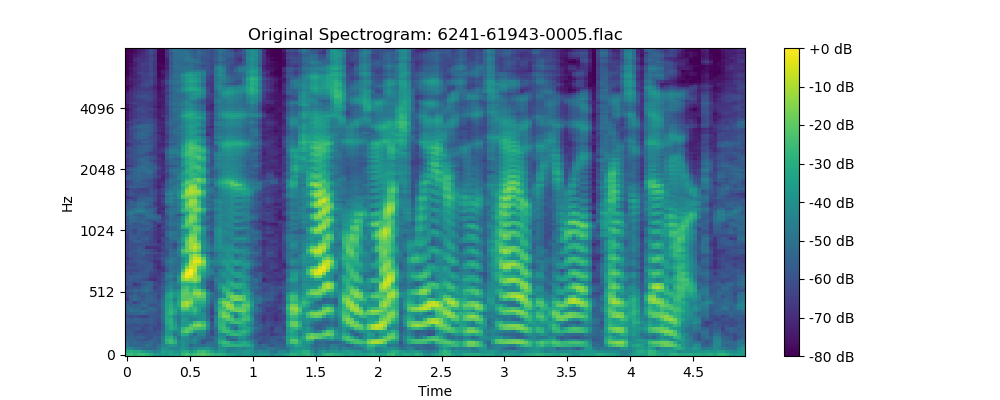 Original Spectrogram: 6241-61943-0005.flac
Hz
4096
2048
1024
512
0
0 0.5 1 1.5 2 2.5 3 3.5 4 4.5
Time
+0 dB
-10 dB
-20 dB
-30 dB
-40 dB
-50 dB
-60 dB
-70 dB
-80 dB